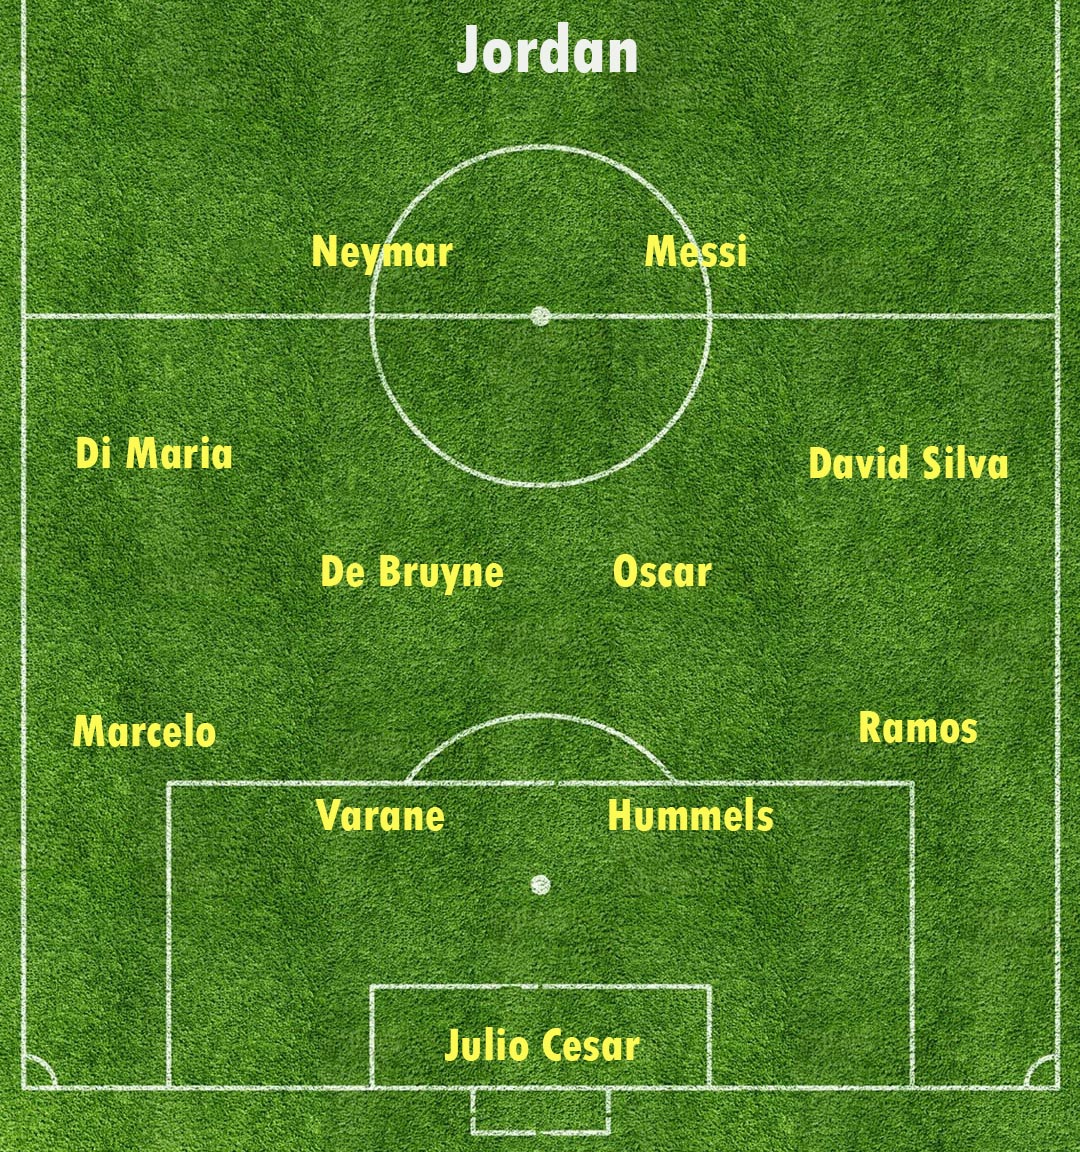 Jordan
Neymar
Messi
Di Maria
David Silva
De Bruyne
Oscar
Marcelo
Ramos
Varane
Hummels
Julio Cesar